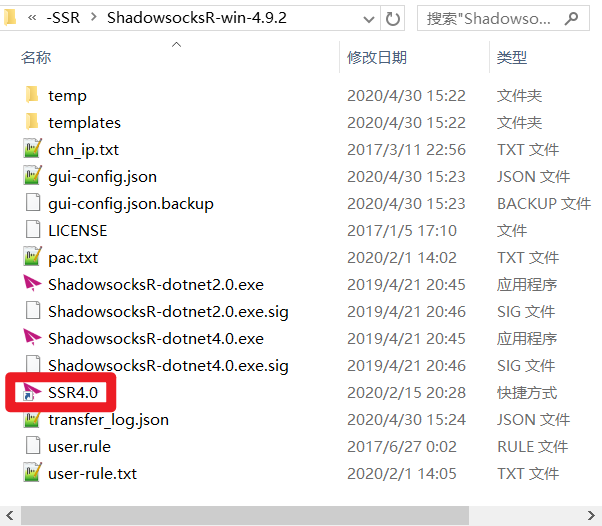 « -SSR > ShadowsocksR-win-4.9.2 搜索"Shadowso...
名称 修改日期 类型
temp 2020/4/30 15:22 文件夹
templates 2020/4/30 15:22 文件夹
chn_ip.txt 2017/3/11 22:56 TXT 文件
gui-config.json 2020/4/30 15:23 JSON 文件
gui-config.json.backup 2020/4/30 15:23 BACKUP 文件
LICENSE 2017/1/5 17:10 文件
pac.txt 2020/2/1 14:02 TXT 文件
ShadowsocksR-dotnet2.0.exe 2019/4/21 20:45 应用程序
ShadowsocksR-dotnet2.0.exe.sig 2019/4/21 20:46 SIG 文件
ShadowsocksR-dotnet4.0.exe 2019/4/21 20:45 应用程序
ShadowsocksR-dotnet4.0.exe.sig 2019/4/21 20:46 SIG 文件
SSR4.0 2020/2/15 20:28 快捷方式
transfer_log.json 2020/4/30 15:24 JSON 文件
user.rule 2017/6/27 0:02 RULE 文件
user-rule.txt 2020/2/1 14:05 TXT 文件